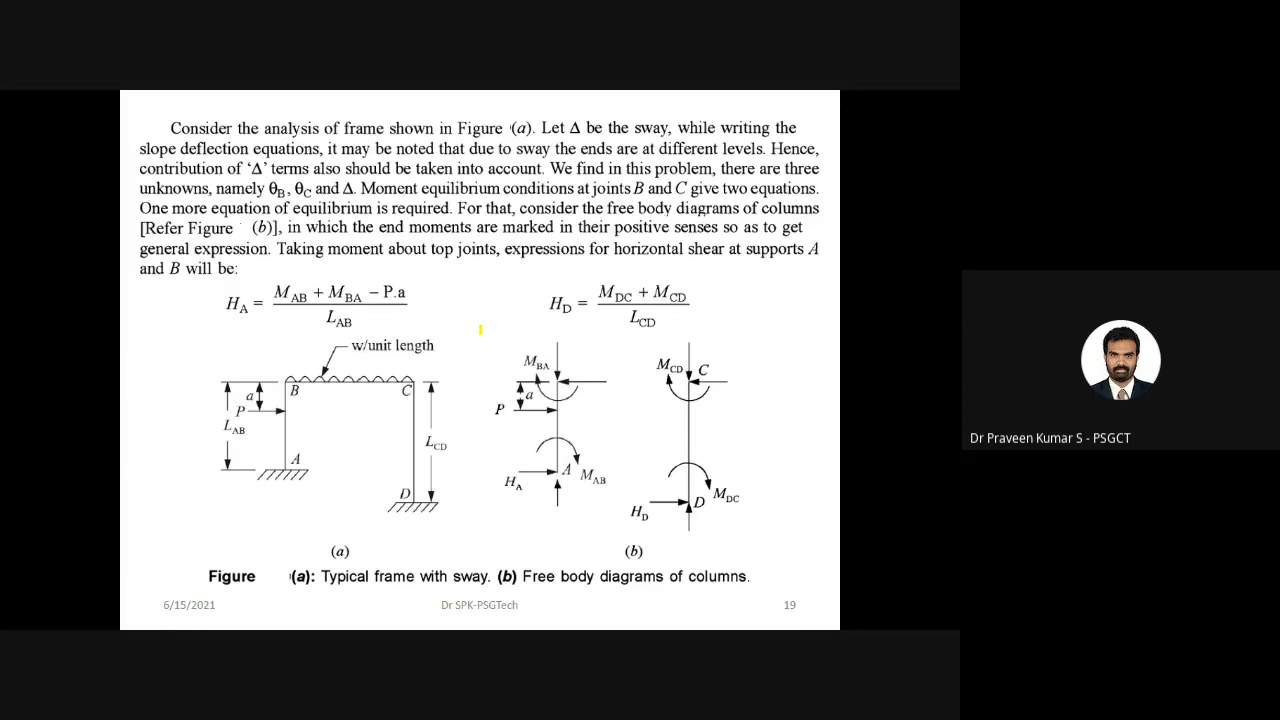 Consider the analysis of frame shown in Figure (a). Let Δ be the sway, while writing the
slope deflection equations, it may be noted that due to sway the ends are at different levels. Hence,
contribution of ‘Δ’ terms also should be taken into account. We find in this problem, there are three
unknowns, namely θB, θC and Δ. Moment equilibrium conditions at joints B and C give two equations.
One more equation of equilibrium is required. For that, consider the free body diagrams of columns
[Refer Figure (b)], in which the end moments are marked in their positive senses so as to get
general expression. Taking moment about top joints, expressions for horizontal shear at supports A
and B will be:
HA = (MAB + MBA − P.a) / LAB
HD = (MDC + MCD) / LCD
w/unit length
B
C
a
P
LAB
A
LCD
D
(a)
MBA
a
P
A
MAB
HA
MCD
C
MDC
D
HD
(b)
Figure (a): Typical frame with sway. (b) Free body diagrams of columns.
6/15/2021
Dr SPK-PSGTech
19
Dr Praveen Kumar S - PSGCT